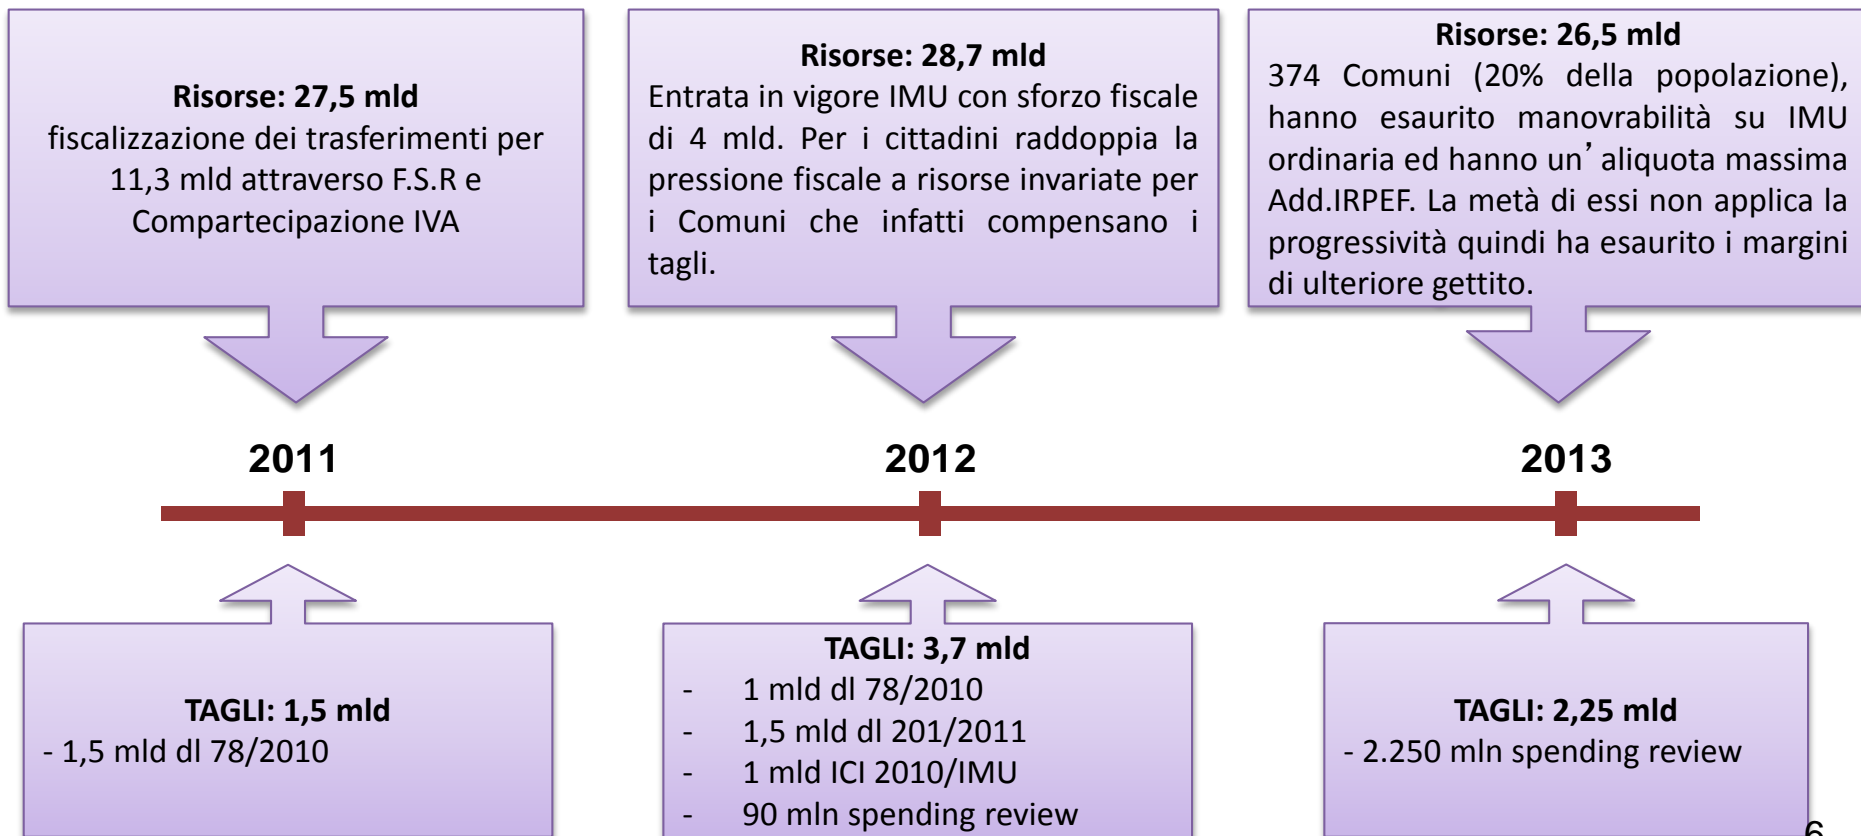 Risorse: 27,5 mld
fiscalizzazione dei trasferimenti per
11,3 mld attraverso F.S.R e
Compartecipazione IVA
Risorse: 28,7 mld
Entrata in vigore IMU con sforzo fiscale
di 4 mld. Per i cittadini raddoppia la
pressione fiscale a risorse invariate per
i Comuni che infatti compensano i
tagli.
Risorse: 26,5 mld
374 Comuni (20% della popolazione),
hanno esaurito manovrabilità su IMU
ordinaria ed hanno un’ aliquota massima
Add.IRPEF. La metà di essi non applica la
progressività quindi ha esaurito i margini
di ulteriore gettito.
2011
2012
2013
TAGLI: 1,5 mld
- 1,5 mld dl 78/2010
TAGLI: 3,7 mld
- 1 mld dl 78/2010
- 1,5 mld dl 201/2011
- 1 mld ICI 2010/IMU
- 90 mln spending review
TAGLI: 2,25 mld
- 2.250 mln spending review
6